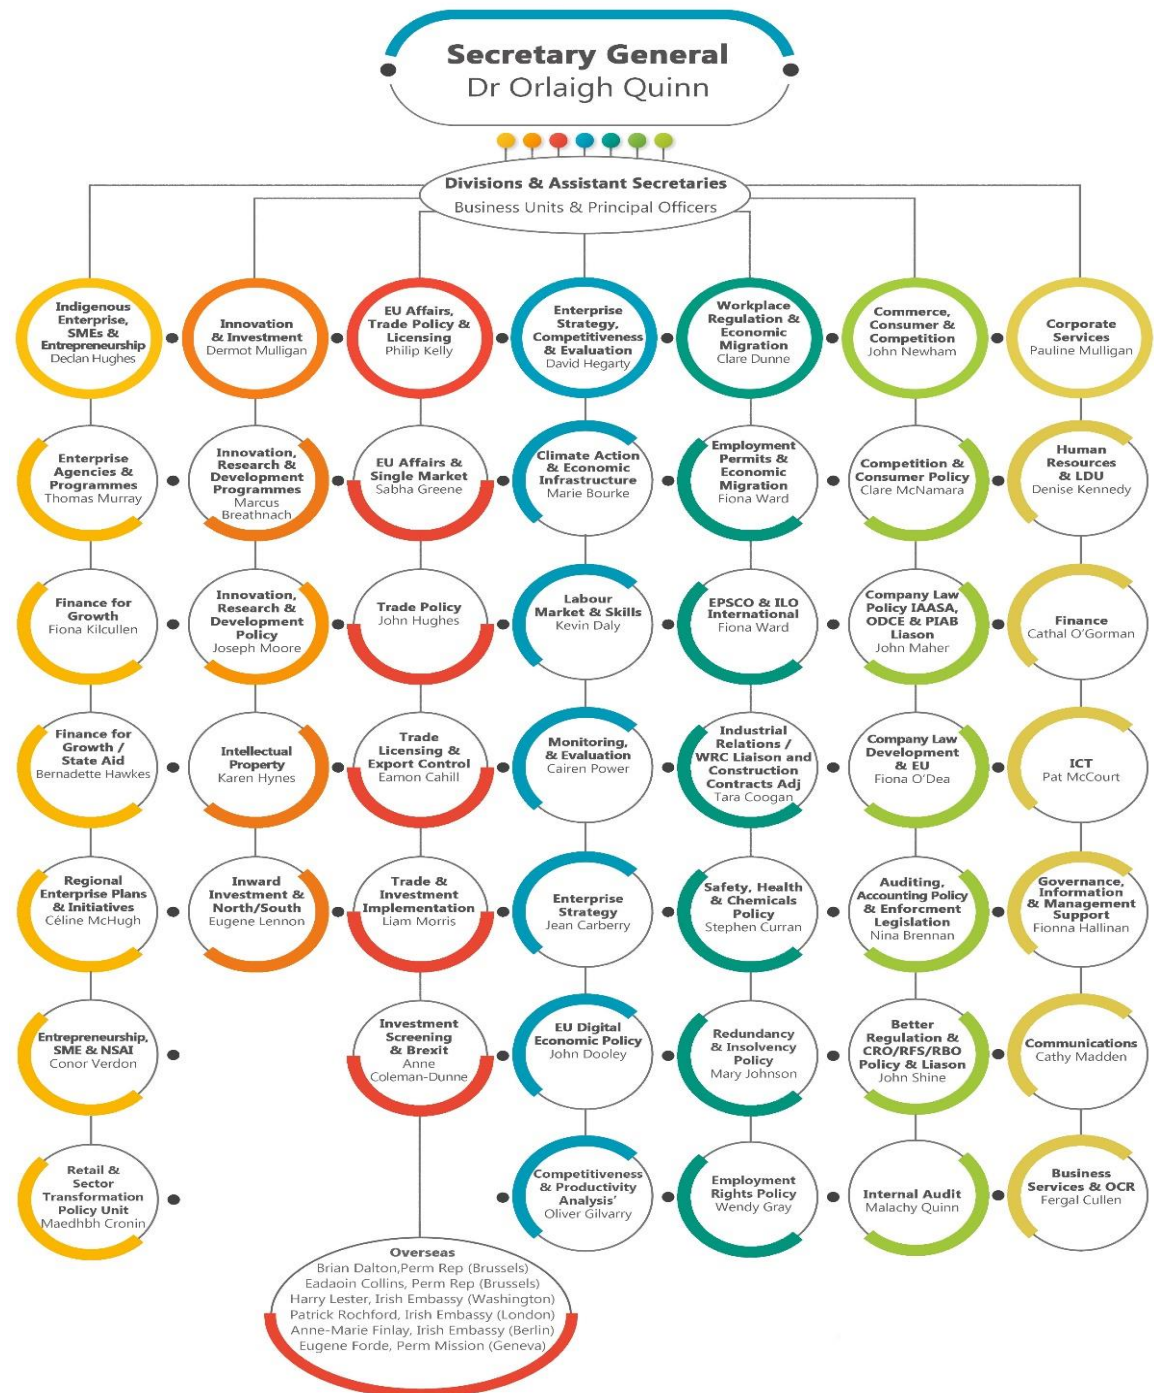 Secretary General
Dr Orlaigh Quinn
Divisions & Assistant Secretaries
Business Units & Principal Officers
Indigenous
Enterprise,
SMEs &
Entrepreneurship
Declan Hughes
Innovation
& Investment
Dermot Mulligan
EU Affairs,
Trade Policy &
Licensing
Philip Kelly
Enterprise
Strategy,
Competitiveness
& Evaluation
David Hegarty
Workplace
Regulation &
Economic
Migration
Clare Dunne
Commerce,
Consumer &
Competition
John Newham
Corporate
Services
Pauline Mulligan
Enterprise
Agencies &
Programmes
Thomas Murray
Innovation,
Research &
Development
Programmes
Marcus
Breathnach
EU Affairs &
Single Market
Sabha Greene
Climate Action
& Economic
Infrastructure
Marie Bourke
Employment
Permits &
Economic
Migration
Fiona Ward
Competition &
Consumer Policy
Clare McNamara
Human
Resources
& LDU
Denise Kennedy
Finance for
Growth
Fiona Kilcullen
Innovation,
Research &
Development
Policy
Joseph Moore
Trade Policy
John Hughes
Labour
Market & Skills
Kevin Daly
EPSCO & ILO
International
Fiona Ward
Company Law
Policy IAASA,
ODCE & PIAB
Liason
John Maher
Finance
Cathal O'Gorman
Finance for
Growth /
State Aid
Bernadette Hawkes
Intellectual
Property
Karen Hynes
Trade
Licensing &
Export Control
Eamon Cahill
Monitoring,
& Evaluation
Cairen Power
Industrial
Relations /
WRC Liaison and
Construction
Contracts Adj
Tara Coogan
Company Law
Development
& EU
Fiona O'Dea
ICT
Pat McCourt
Regional
Enterprise Plans
& Initiatives
Céline McHugh
Inward
Investment &
North/South
Eugene Lennon
Trade &
Investment
Implementation
Liam Morris
Enterprise
Strategy
Jean Carberry
Safety, Health
& Chemicals
Policy
Stephen Curran
Auditing,
Accounting Policy
& Enforcment
Legislation
Nina Brennan
Governance,
Information
& Management
Support
Fionna Hallinan
Entrepreneurship,
SME & NSAI
Conor Verdon
Investment
Screening
& Brexit
Anne
Coleman-Dunne
EU Digital
Economic Policy
John Dooley
Redundancy
& Insolvency
Policy
Mary Johnson
Better
Regulation &
CRO/RFS/RBO
Policy & Liason
John Shine
Communications
Cathy Madden
Retail &
Sector
Transformation
Policy Unit
Maedhbh Cronin
Competitiveness
& Productivity
Analysis'
Oliver Gilvarry
Employment
Rights Policy
Wendy Gray
Internal Audit
Malachy Quinn
Business
Services & OCR
Fergal Cullen
Overseas
Brian Dalton,Perm Rep (Brussels)
Eadaoin Collins, Perm Rep (Brussels)
Harry Lester, Irish Embassy (Washington)
Patrick Rochford, Irish Embassy (London)
Anne-Marie Finlay, Irish Embassy (Berlin)
Eugene Forde, Perm Mission (Geneva)